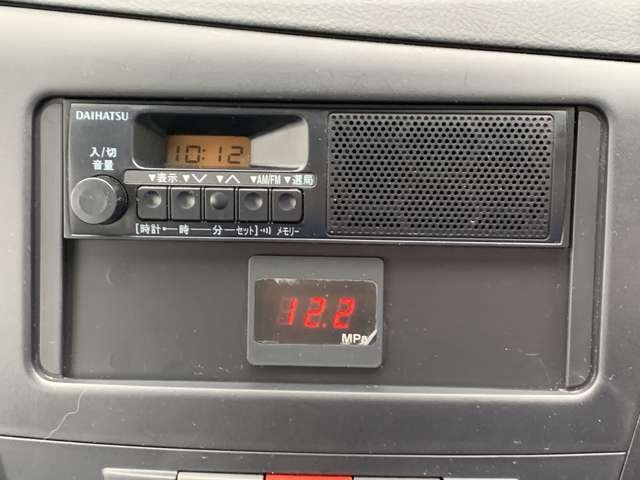 DAIHATSU
10:12
入/切
音量
▼表示 ▼∨ ▼∧ ▼AM/FM ▼選局
[時計 時 分 セット] メモリー
12.2
MPa